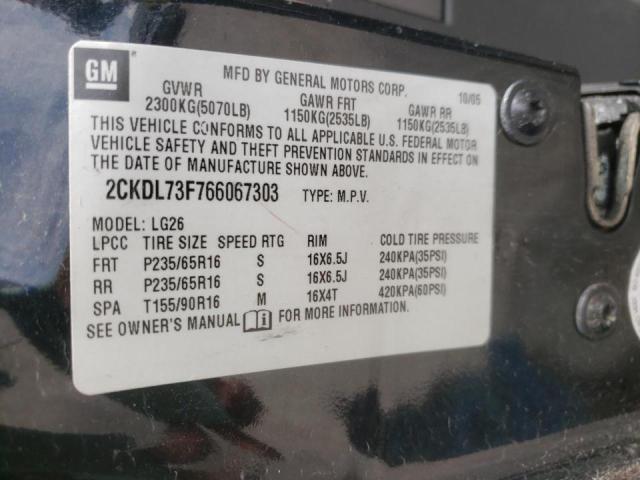 GM
MFD BY GENERAL MOTORS CORP. 10/05
GVWR GAWR FRT GAWR RR
2300KG(5070LB) 1150KG(2535LB) 1150KG(2535LB)
THIS VEHICLE CONFORMS TO ALL APPLICABLE U.S. FEDERAL MOTOR
VEHICLE SAFETY AND THEFT PREVENTION STANDARDS IN EFFECT ON
THE DATE OF MANUFACTURE SHOWN ABOVE.
2CKDL73F766067303 TYPE: M.P.V.
MODEL: LG26
LPCC TIRE SIZE SPEED RTG RIM COLD TIRE PRESSURE
FRT P235/65R16 S 16X6.5J 240KPA(35PSI)
RR P235/65R16 S 16X6.5J 240KPA(35PSI)
SPA T155/90R16 M 16X4T 420KPA(60PSI)
SEE OWNER'S MANUAL i FOR MORE INFORMATION.